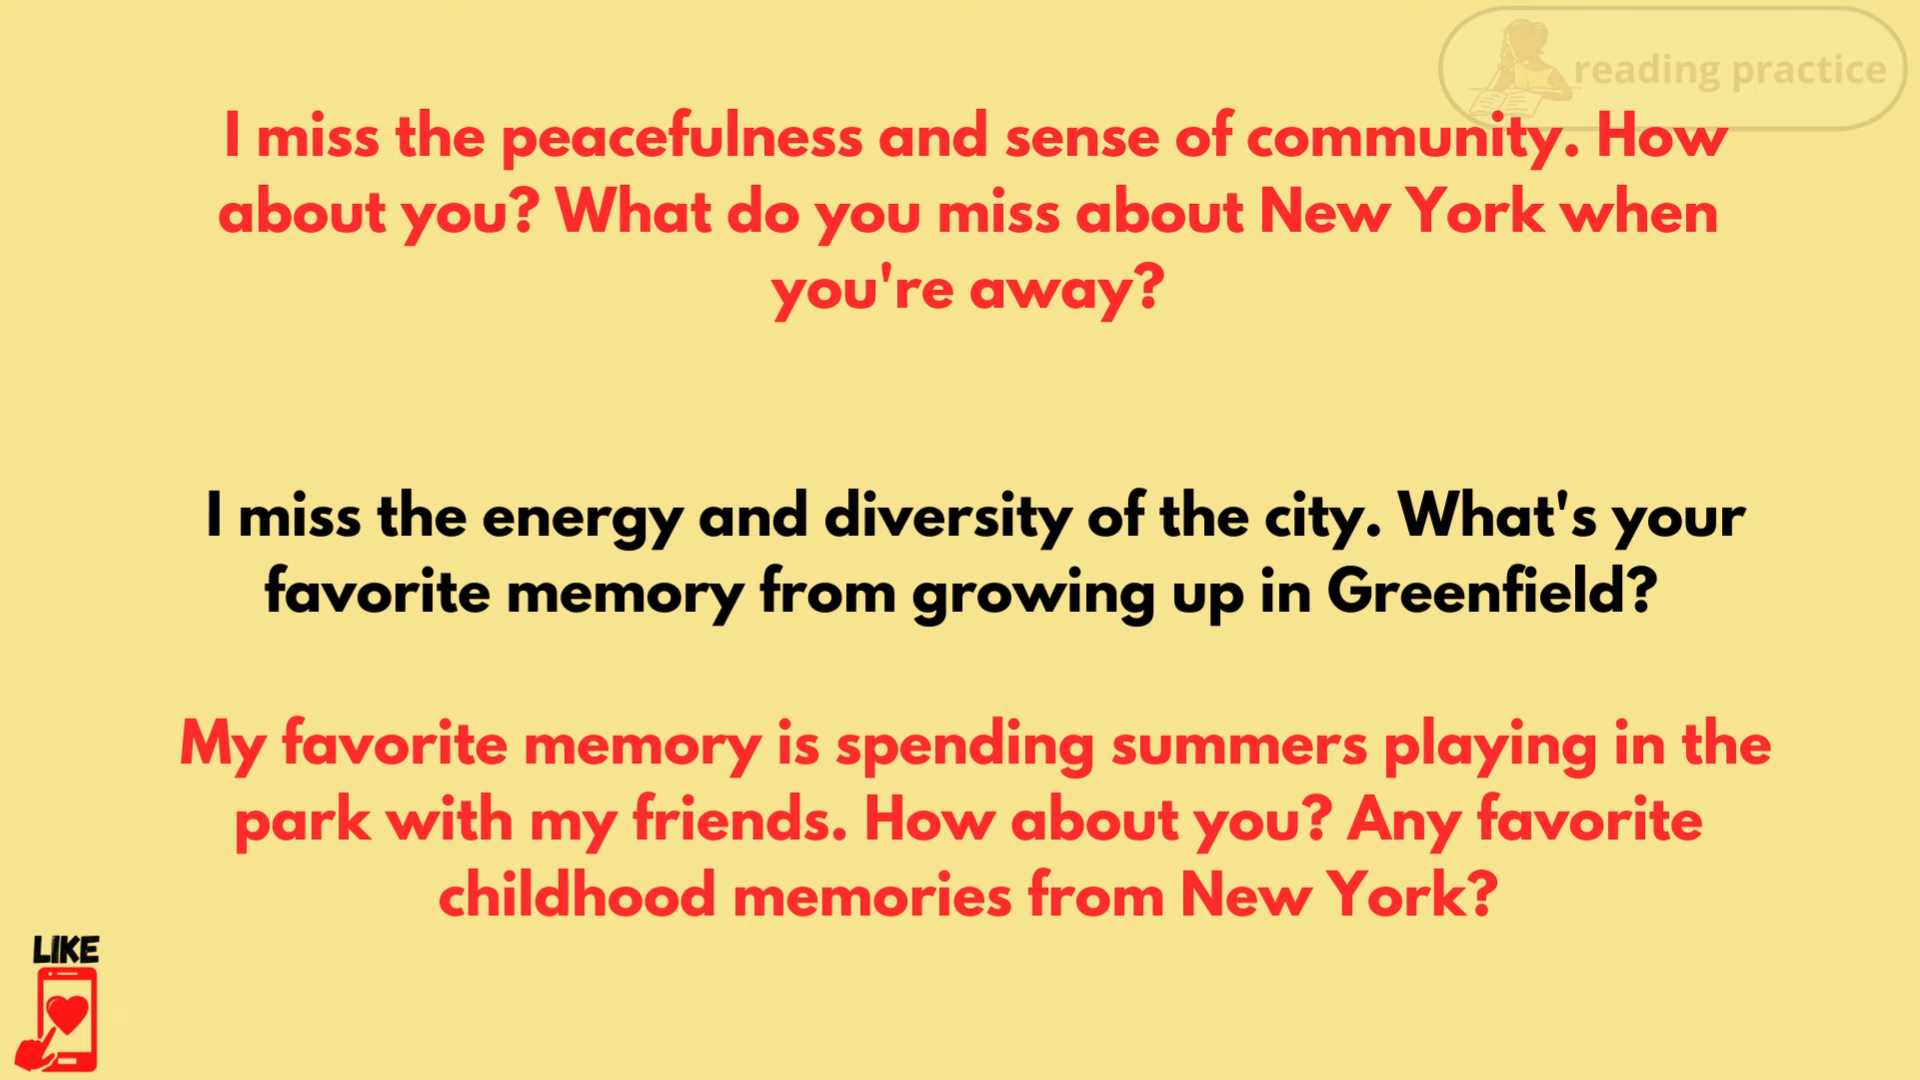 reading practice
I miss the peacefulness and sense of community. How
about you? What do you miss about New York when
you're away?
I miss the energy and diversity of the city. What's your
favorite memory from growing up in Greenfield?
My favorite memory is spending summers playing in the
park with my friends. How about you? Any favorite
childhood memories from New York?
LIKE